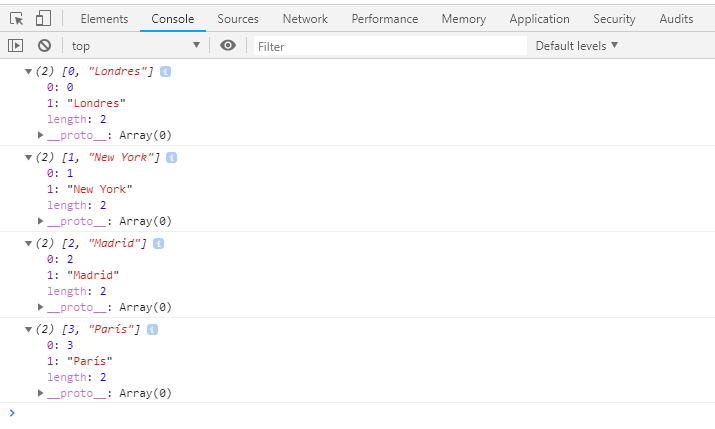 Elements Console Sources Network Performance Memory Application Security Audits
top Filter Default levels
(2) [0, "Londres"]
0: 0
1: "Londres"
length: 2
__proto__: Array(0)
(2) [1, "New York"]
0: 1
1: "New York"
length: 2
__proto__: Array(0)
(2) [2, "Madrid"]
0: 2
1: "Madrid"
length: 2
__proto__: Array(0)
(2) [3, "París"]
0: 3
1: "París"
length: 2
__proto__: Array(0)